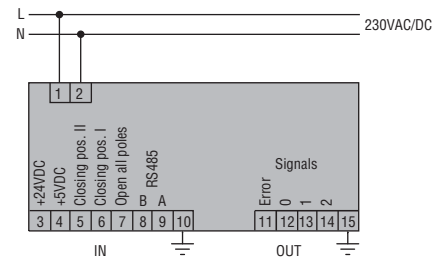 L
N
230VAC/DC
1 2
+24VDC
+5VDC
Closing pos. II
Closing pos. I
Open all poles
B A
RS485
Signals
Error
0
1
2
3 4 5 6 7 8 9 10
11 12 13 14 15
IN
OUT